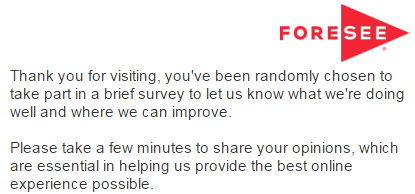 FORESEE
Thank you for visiting, you've been randomly chosen to
take part in a brief survey to let us know what we're doing
well and where we can improve.
Please take a few minutes to share your opinions, which
are essential in helping us provide the best online
experience possible.